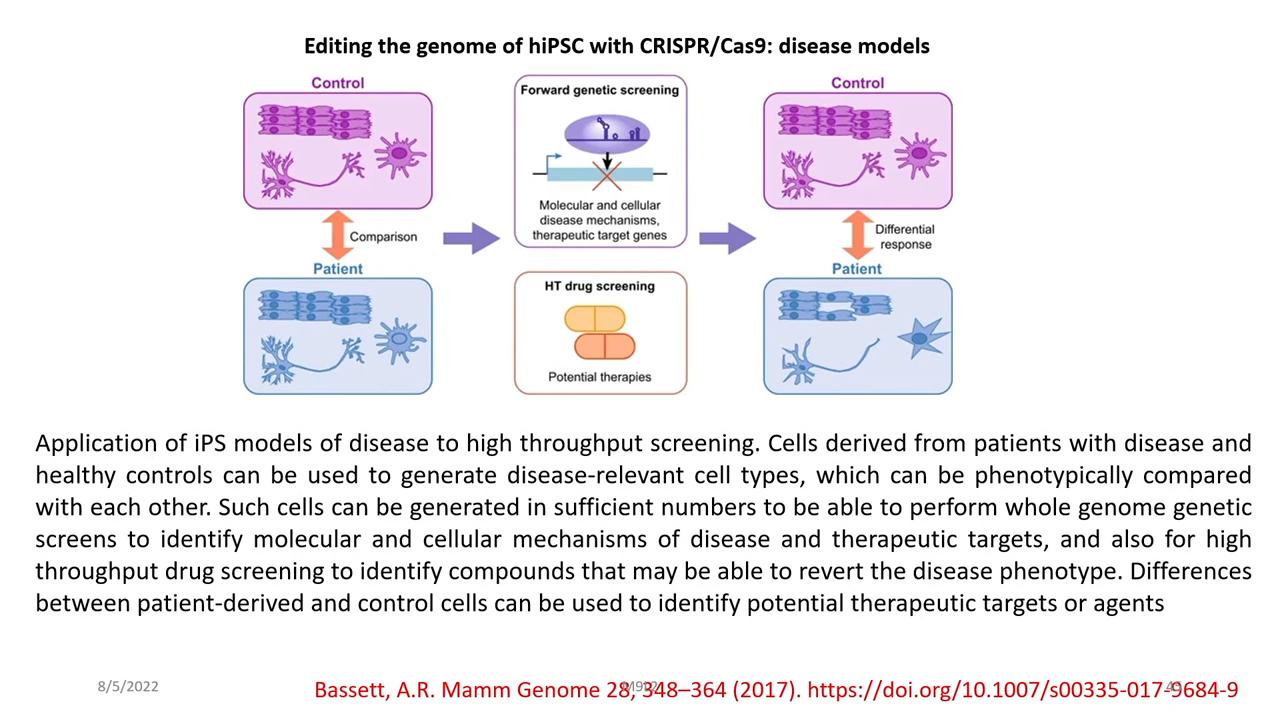 Editing the genome of hiPSC with CRISPR/Cas9: disease models
Control
Comparison
Patient
Forward genetic screening
Molecular and cellular
disease mechanisms,
therapeutic target genes
HT drug screening
Potential therapies
Control
Differential
response
Patient
Application of iPS models of disease to high throughput screening. Cells derived from patients with disease and
healthy controls can be used to generate disease-relevant cell types, which can be phenotypically compared
with each other. Such cells can be generated in sufficient numbers to be able to perform whole genome genetic
screens to identify molecular and cellular mechanisms of disease and therapeutic targets, and also for high
throughput drug screening to identify compounds that may be able to revert the disease phenotype. Differences
between patient-derived and control cells can be used to identify potential therapeutic targets or agents
8/5/2022
Bassett, A.R. Mamm Genome 28, 348–364 (2017). https://doi.org/10.1007/s00335-017-9684-9